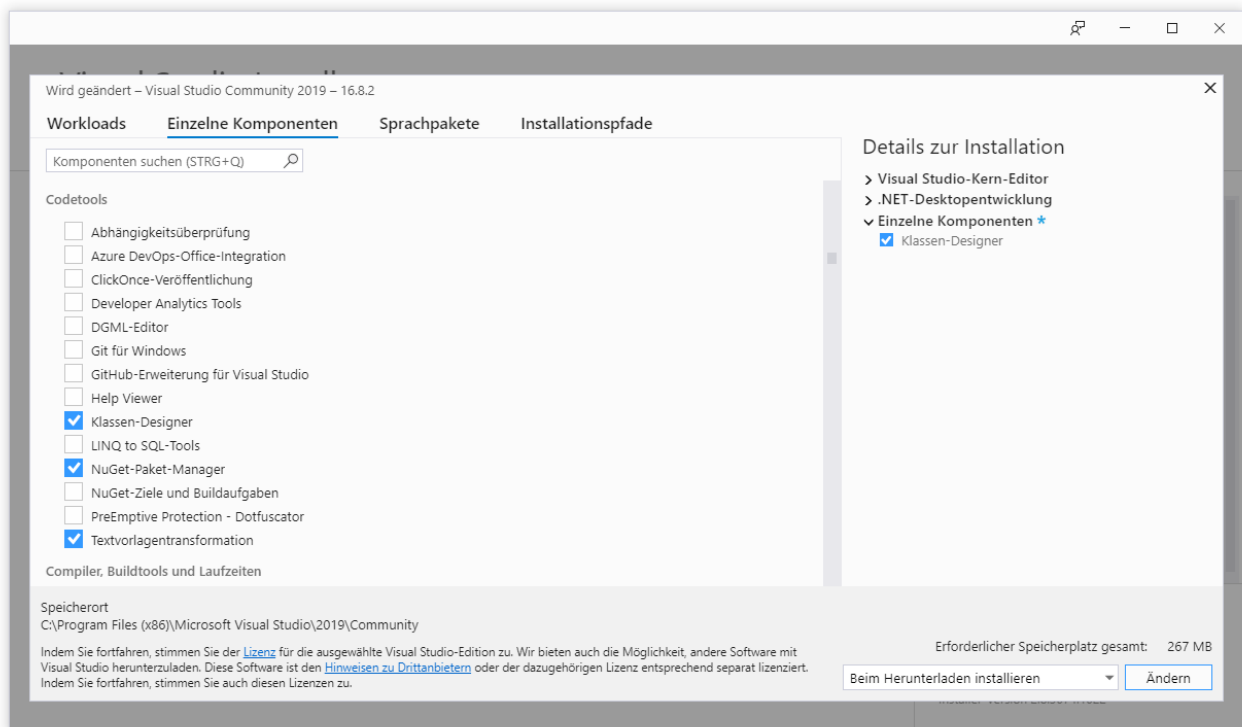 Wird geändert – Visual Studio Community 2019 – 16.8.2
Workloads
Einzelne Komponenten
Sprachpakete
Installationspfade
Komponenten suchen (STRG+Q)
Codetools
Abhängigkeitsüberprüfung
Azure DevOps-Office-Integration
ClickOnce-Veröffentlichung
Developer Analytics Tools
DGML-Editor
Git für Windows
GitHub-Erweiterung für Visual Studio
Help Viewer
Klassen-Designer
LINQ to SQL-Tools
NuGet-Paket-Manager
NuGet-Ziele und Buildaufgaben
PreEmptive Protection - Dotfuscator
Textvorlagentransformation
Compiler, Buildtools und Laufzeiten
Details zur Installation
Visual Studio-Kern-Editor
.NET-Desktopentwicklung
Einzelne Komponenten *
Klassen-Designer
Speicherort
C:\Program Files (x86)\Microsoft Visual Studio\2019\Community
Indem Sie fortfahren, stimmen Sie der Lizenz für die ausgewählte Visual Studio-Edition zu. Wir bieten auch die Möglichkeit, andere Software mit
Visual Studio herunterzuladen. Diese Software ist den Hinweisen zu Drittanbietern oder der dazugehörigen Lizenz entsprechend separat lizenziert.
Indem Sie fortfahren, stimmen Sie auch diesen Lizenzen zu.
Erforderlicher Speicherplatz gesamt: 267 MB
Beim Herunterladen installieren
Ändern